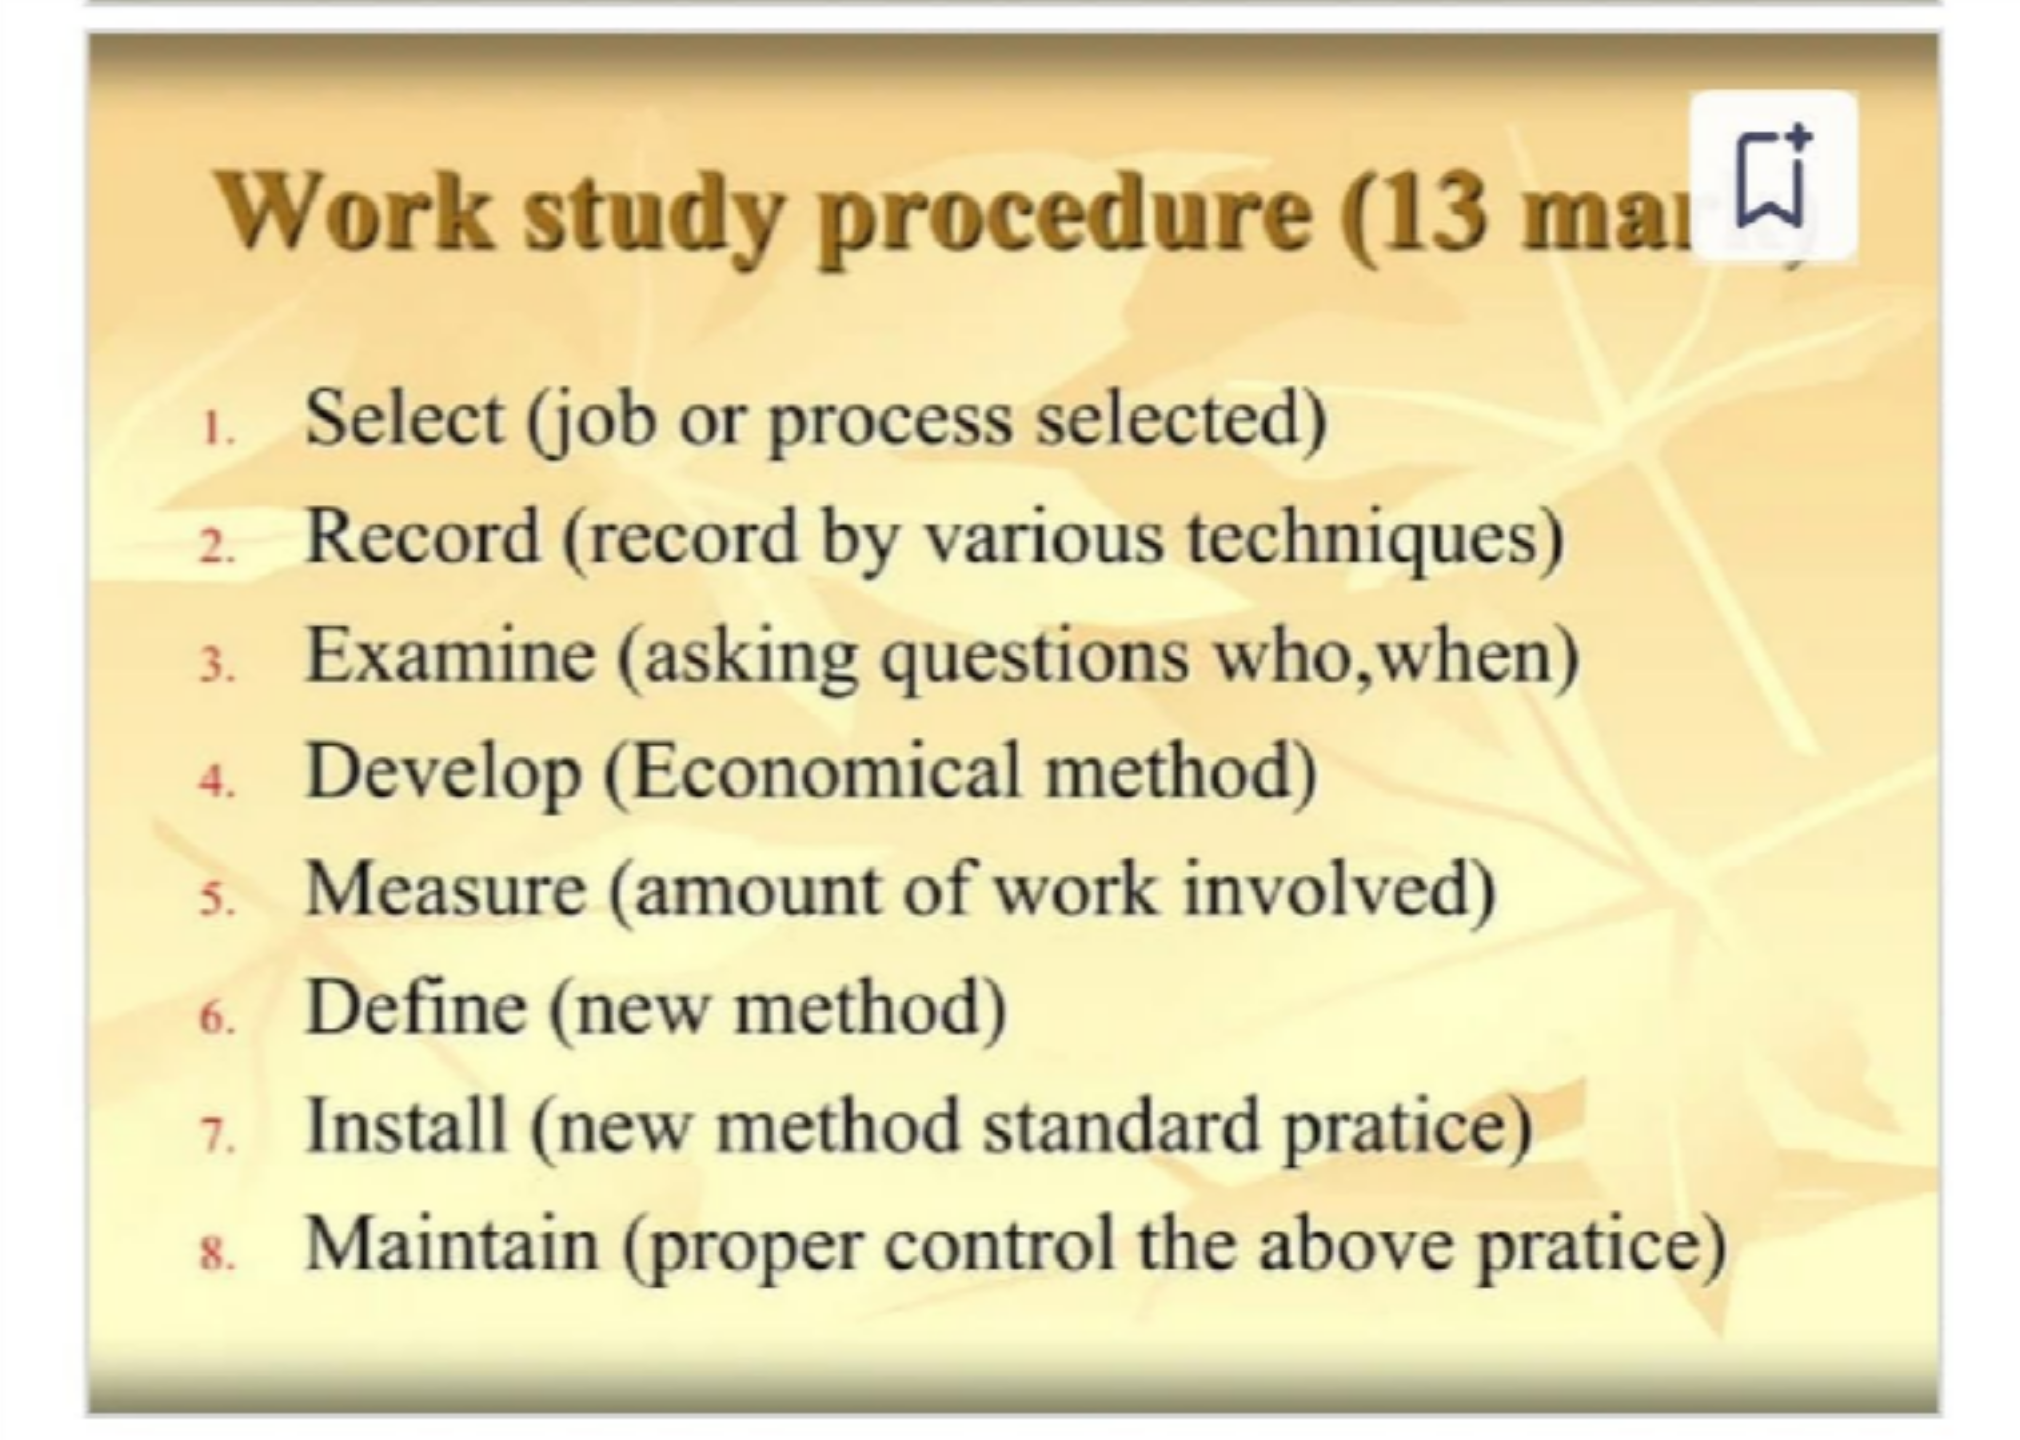 Work study procedure (13
1. Select (job or process selected)
2. Record (record by various techniques)
3. Examine (asking questions who,when)
4. Develop (Economical method)
5. Measure (amount of work involved)
6. Define (new method)
7. Install (new method standard pratice)
8. Maintain (proper control the above pratice)